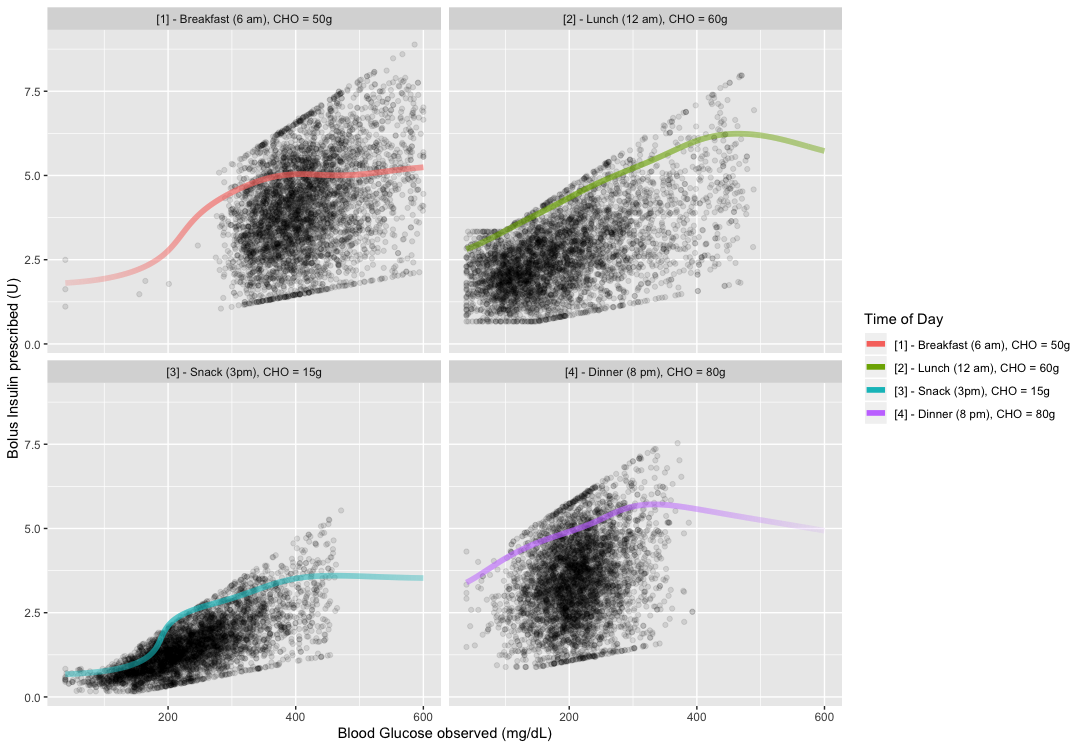 [1] - Breakfast (6 am), CHO = 50g
[2] - Lunch (12 am), CHO = 60g
7.5
5.0
2.5
0.0
[3] - Snack (3pm), CHO = 15g
[4] - Dinner (8 pm), CHO = 80g
7.5
5.0
2.5
0.0
200
400
600
200
400
600
Blood Glucose observed (mg/dL)
Bolus Insulin prescribed (U)
Time of Day
[1] - Breakfast (6 am), CHO = 50g
[2] - Lunch (12 am), CHO = 60g
[3] - Snack (3pm), CHO = 15g
[4] - Dinner (8 pm), CHO = 80g